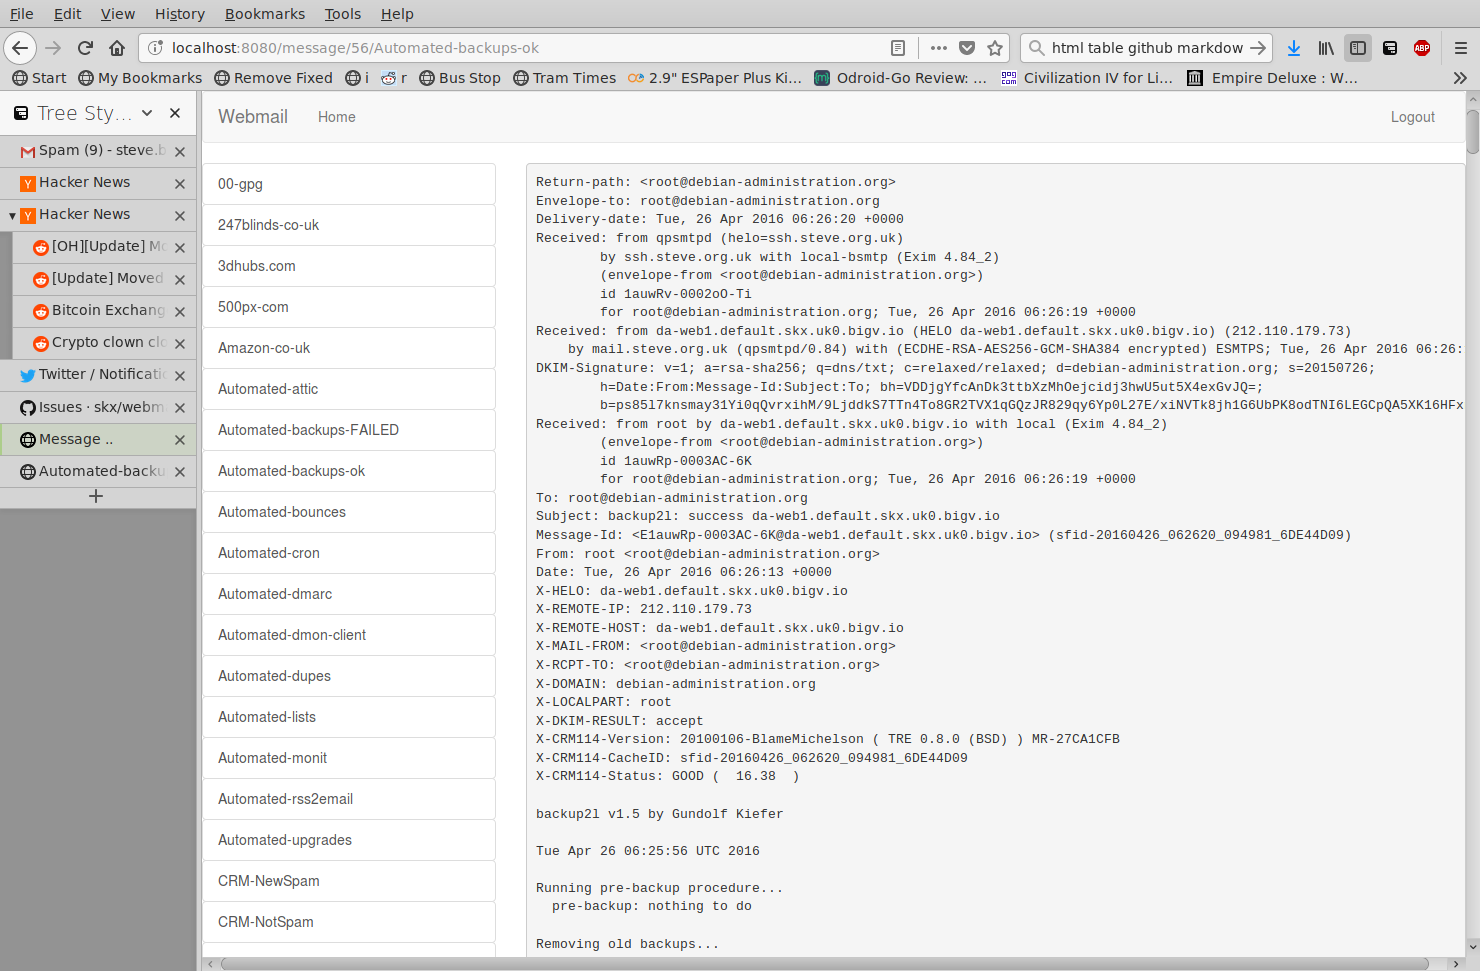 File Edit View History Bookmarks Tools Help
localhost:8080/message/56/Automated-backups-ok
html table github markdow
ABP
Start My Bookmarks Remove Fixed i r Bus Stop Tram Times 2.9" ESPaper Plus Ki... Odroid-Go Review: ... Civilization IV for Li... Empire Deluxe : W...
Tree Sty...
Spam (9) - steve.b
Hacker News
Hacker News
[OH][Update] Mo
[Update] Moved
Bitcoin Exchang
Crypto clown clo
Twitter / Notificatio
Issues · skx/webm
Message ..
Automated-backu
Webmail Home Logout
00-gpg
247blinds-co-uk
3dhubs.com
500px-com
Amazon-co-uk
Automated-attic
Automated-backups-FAILED
Automated-backups-ok
Automated-bounces
Automated-cron
Automated-dmarc
Automated-dmon-client
Automated-dupes
Automated-lists
Automated-monit
Automated-rss2email
Automated-upgrades
CRM-NewSpam
CRM-NotSpam
Return-path: <root@debian-administration.org>
Envelope-to: root@debian-administration.org
Delivery-date: Tue, 26 Apr 2016 06:26:20 +0000
Received: from qpsmtpd (helo=ssh.steve.org.uk)
by ssh.steve.org.uk with local-bsmtp (Exim 4.84_2)
(envelope-from <root@debian-administration.org>)
id 1auwRv-0002oO-Ti
for root@debian-administration.org; Tue, 26 Apr 2016 06:26:19 +0000
Received: from da-web1.default.skx.uk0.bigv.io (HELO da-web1.default.skx.uk0.bigv.io) (212.110.179.73)
by mail.steve.org.uk (qpsmtpd/0.84) with (ECDHE-RSA-AES256-GCM-SHA384 encrypted) ESMTPS; Tue, 26 Apr 2016 06:26:
DKIM-Signature: v=1; a=rsa-sha256; q=dns/txt; c=relaxed/relaxed; d=debian-administration.org; s=20150726;
h=Date:From:Message-Id:Subject:To; bh=VDDjgYfcAnDk3ttbXzMhOejcidj3hwU5ut5X4exGvJQ=;
b=ps85l7knsmay31Yi0qQvrxihM/9LjddkS7TTn4To8GR2TVX1qGQzJR829qy6Yp0L27E/xiNVTk8jh1G6UbPK8odTNI6LEGCpQA5XK16HFx
Received: from root by da-web1.default.skx.uk0.bigv.io with local (Exim 4.84_2)
(envelope-from <root@debian-administration.org>)
id 1auwRp-0003AC-6K
for root@debian-administration.org; Tue, 26 Apr 2016 06:26:19 +0000
To: root@debian-administration.org
Subject: backup2l: success da-web1.default.skx.uk0.bigv.io
Message-Id: <E1auwRp-0003AC-6K@da-web1.default.skx.uk0.bigv.io> (sfid-20160426_062620_094981_6DE44D09)
From: root <root@debian-administration.org>
Date: Tue, 26 Apr 2016 06:26:13 +0000
X-HELO: da-web1.default.skx.uk0.bigv.io
X-REMOTE-IP: 212.110.179.73
X-REMOTE-HOST: da-web1.default.skx.uk0.bigv.io
X-MAIL-FROM: <root@debian-administration.org>
X-RCPT-TO: <root@debian-administration.org>
X-DOMAIN: debian-administration.org
X-LOCALPART: root
X-DKIM-RESULT: accept
X-CRM114-Version: 20100106-BlameMichelson ( TRE 0.8.0 (BSD) ) MR-27CA1CFB
X-CRM114-CacheID: sfid-20160426_062620_094981_6DE44D09
X-CRM114-Status: GOOD (  16.38  )
backup2l v1.5 by Gundolf Kiefer
Tue Apr 26 06:25:56 UTC 2016
Running pre-backup procedure...
pre-backup: nothing to do
Removing old backups...